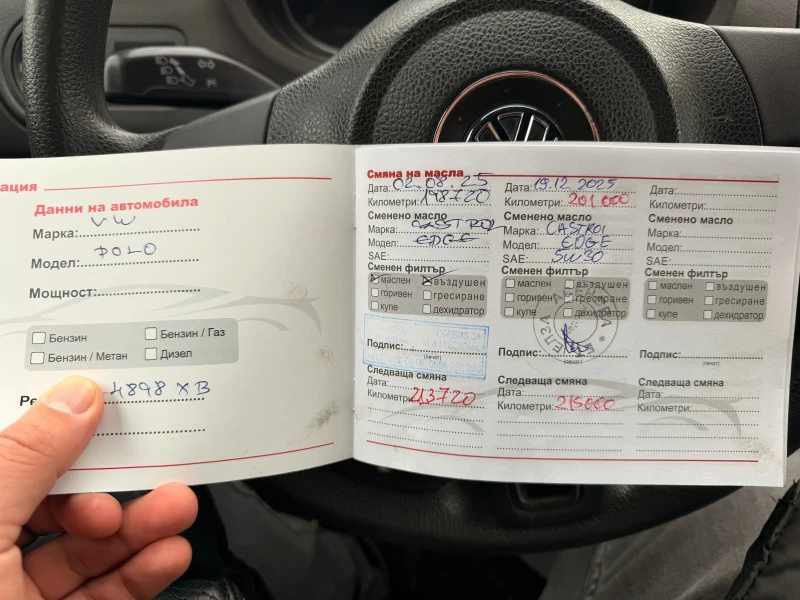 ация
Данни на автомобила
Марка: VW
Модел: POLO
Мощност:
Бензин
Бензин / Газ
Бензин / Метан
Дизел
Ре 4898 ХВ
Смяна на масла
Дата: 02.08.25
Километри: 198720
Сменено масло
Марка: CASTROL
Модел: EDGE
SAE:
Сменен филтър
маслен
въздушен
горивен
гресиране
купе
дехидратор
Подпис:
Следваща смяна
Дата:
Километри: 213720
Дата: 19.12.2025
Километри: 201000
Сменено масло
Марка: CASTROL
Модел: EDGE
SAE: 5W30
Сменен филтър
маслен
въздушен
горивен
гресиране
купе
дехидратор
Подпис:
(печат)
Следваща смяна
Дата:
Километри: 215000
Дата:
Километри:
Сменено масло
Марка:
Модел:
SAE:
Сменен филтър
маслен
въздушен
горивен
гресиране
купе
дехидратор
Подпис:
(печат)
Следваща смяна
Дата:
Километри: